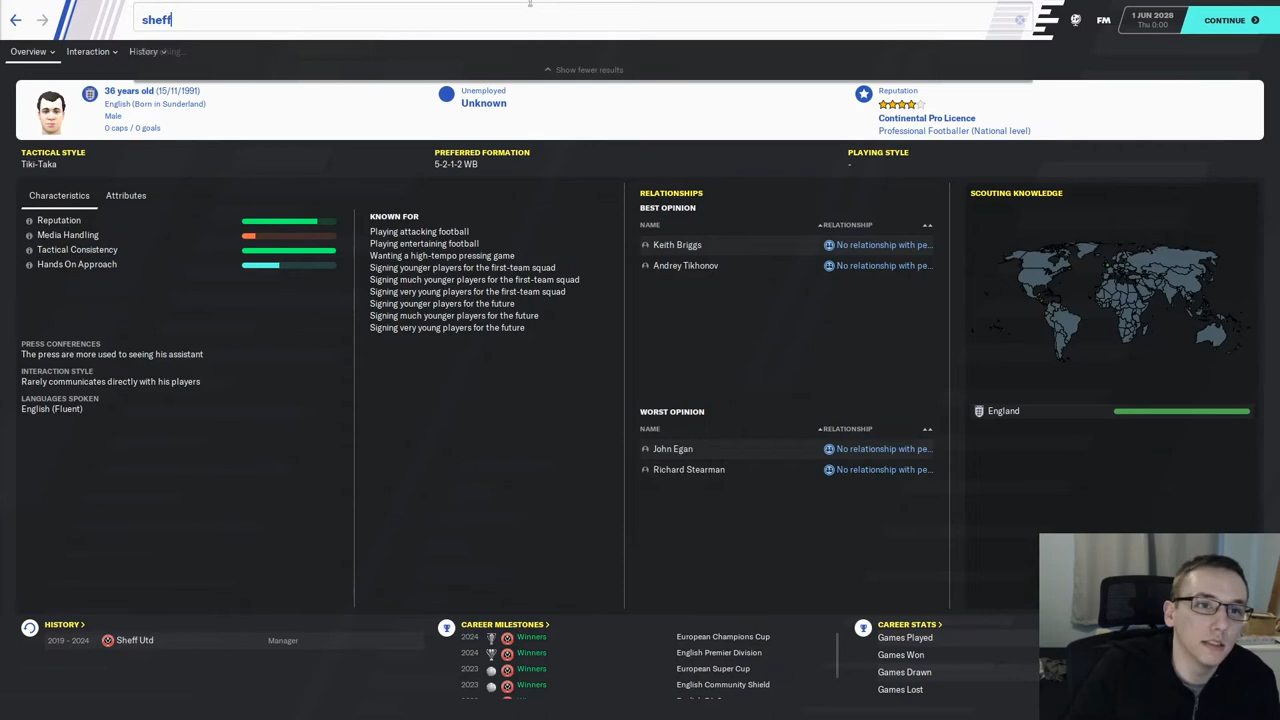 sheff
FM
1 JUN 2028
Thu 0:00
CONTINUE
Overview
Interaction
History
Show fewer results
36 years old (15/11/1991)
English (Born in Sunderland)
Male
0 caps / 0 goals
Unemployed
Unknown
Reputation
Continental Pro Licence
Professional Footballer (National level)
TACTICAL STYLE
Tiki-Taka
PREFERRED FORMATION
5-2-1-2 WB
PLAYING STYLE
-
Characteristics
Attributes
Reputation
Media Handling
Tactical Consistency
Hands On Approach
PRESS CONFERENCES
The press are more used to seeing his assistant
INTERACTION STYLE
Rarely communicates directly with his players
LANGUAGES SPOKEN
English (Fluent)
KNOWN FOR
Playing attacking football
Playing entertaining football
Wanting a high-tempo pressing game
Signing younger players for the first-team squad
Signing much younger players for the first-team squad
Signing very young players for the first-team squad
Signing younger players for the future
Signing much younger players for the future
Signing very young players for the future
RELATIONSHIPS
BEST OPINION
NAME RELATIONSHIP
Keith Briggs No relationship with pe...
Andrey Tikhonov No relationship with pe...
WORST OPINION
NAME RELATIONSHIP
John Egan No relationship with pe...
Richard Stearman No relationship with pe...
SCOUTING KNOWLEDGE
England
HISTORY >
2019 - 2024 Sheff Utd Manager
CAREER MILESTONES >
2024 Winners European Champions Cup
2024 Winners English Premier Division
2023 Winners European Super Cup
2023 Winners English Community Shield
CAREER STATS >
Games Played
Games Won
Games Drawn
Games Lost